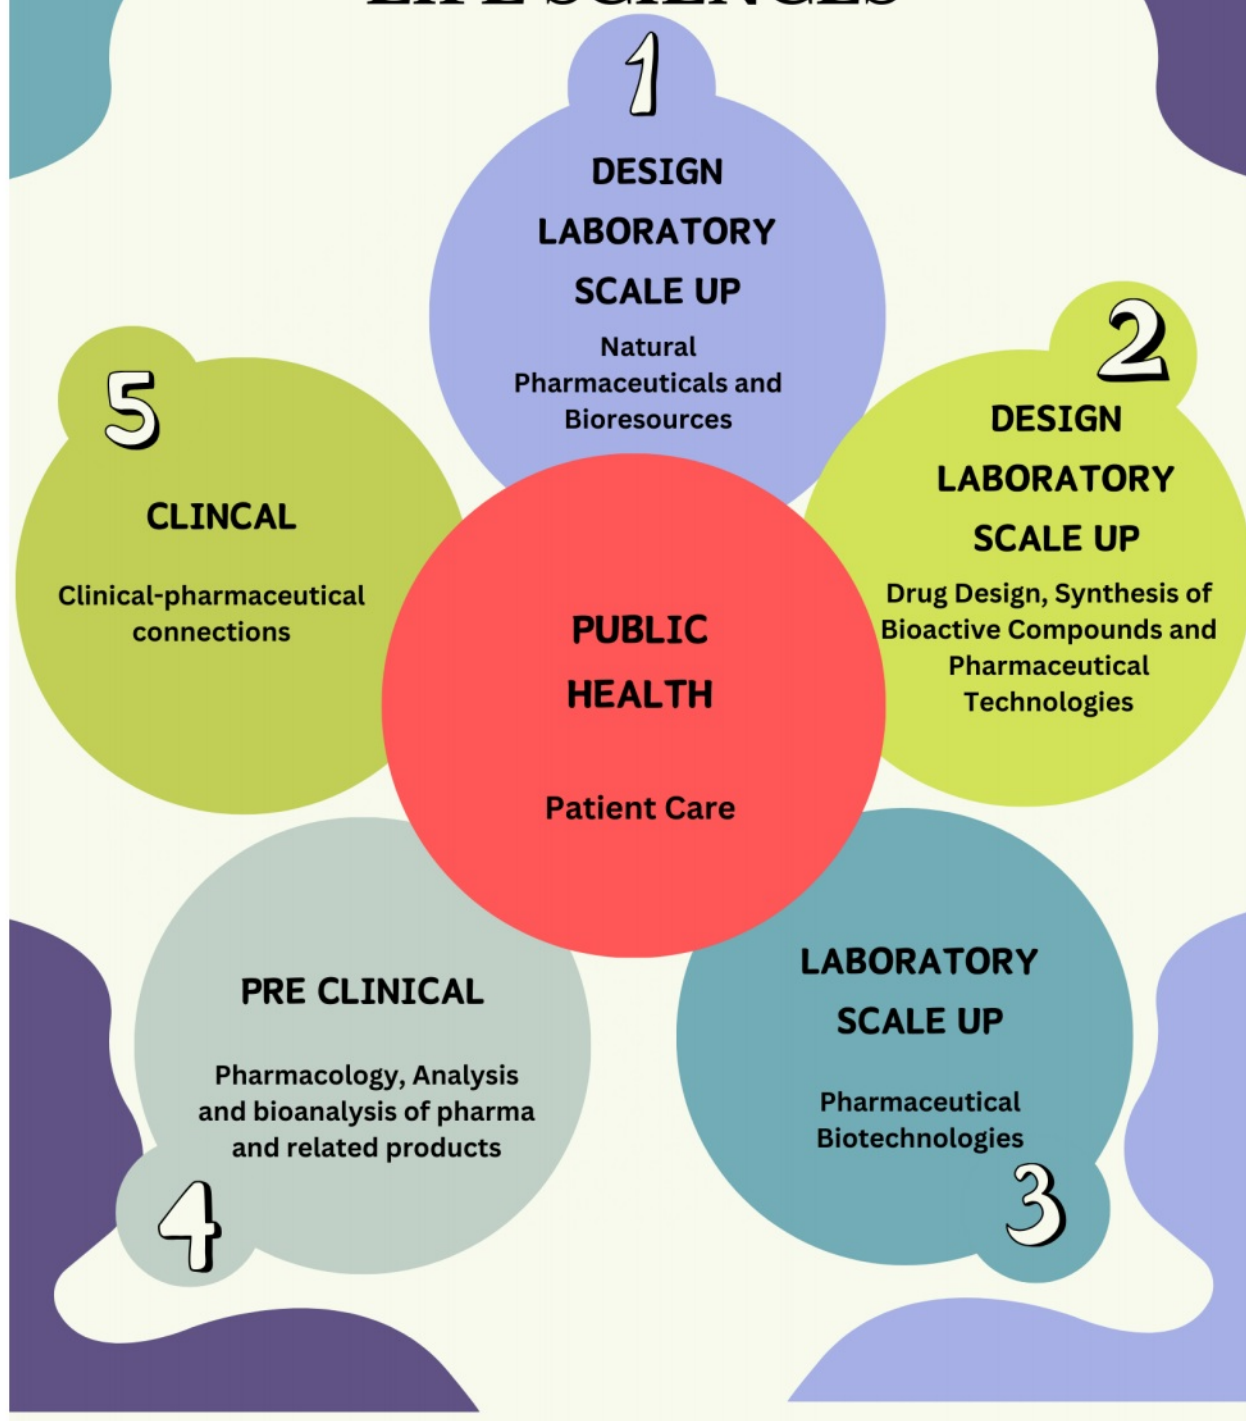 LIFE SCIENCES
1
DESIGN
LABORATORY
SCALE UP
Natural
Pharmaceuticals and
Bioresources
2
DESIGN
LABORATORY
SCALE UP
Drug Design, Synthesis of
Bioactive Compounds and
Pharmaceutical
Technologies
3
LABORATORY
SCALE UP
Pharmaceutical
Biotechnologies
4
PRE CLINICAL
Pharmacology, Analysis
and bioanalysis of pharma
and related products
5
CLINCAL
Clinical-pharmaceutical
connections
PUBLIC
HEALTH
Patient Care